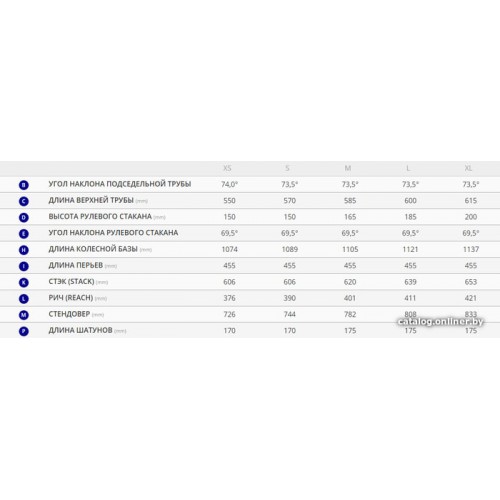 XS S M L XL
B УГОЛ НАКЛОНА ПОДСЕДЕЛЬНОЙ ТРУБЫ 74,0° 73,5° 73,5° 73,5° 73,5°
C ДЛИНА ВЕРХНЕЙ ТРУБЫ (mm) 550 570 585 600 615
D ВЫСОТА РУЛЕВОГО СТАКАНА (mm) 150 150 165 185 200
E УГОЛ НАКЛОНА РУЛЕВОГО СТАКАНА 69,5° 69,5° 69,5° 69,5° 69,5°
H ДЛИНА КОЛЕСНОЙ БАЗЫ (mm) 1074 1089 1105 1121 1137
I ДЛИНА ПЕРЬЕВ (mm) 455 455 455 455 455
K СТЭК (STACK) (mm) 606 606 620 639 653
L РИЧ (REACH) (mm) 376 390 401 411 421
M СТЕНДОВЕР (mm) 726 744 782 808 833
catalog.onliner.by
P ДЛИНА ШАТУНОВ (mm) 170 170 175 175 175